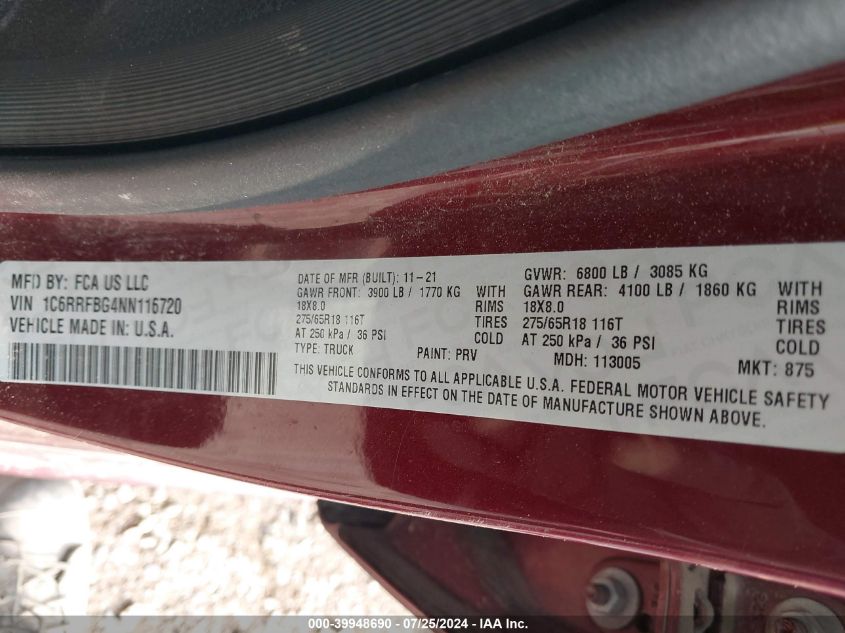 MFD BY: FCA US LLC
VIN 1C6RRFBG4NN116720
VEHICLE MADE IN U.S.A.
DATE OF MFR (BUILT): 11-21
GAWR FRONT: 3900 LB / 1770 KG WITH
18X8.0 RIMS
275/65R18 116T TIRES
AT 250 kPa / 36 PSI COLD
TYPE: TRUCK PAINT: PRV
GVWR: 6800 LB / 3085 KG
GAWR REAR: 4100 LB / 1860 KG WITH
18X8.0 RIMS
275/65R18 116T TIRES
AT 250 kPa / 36 PSI COLD
MDH: 113005 MKT: 875
THIS VEHICLE CONFORMS TO ALL APPLICABLE U.S.A. FEDERAL MOTOR VEHICLE SAFETY
STANDARDS IN EFFECT ON THE DATE OF MANUFACTURE SHOWN ABOVE.
000-39948690 / 07/25/2024 - IAA Inc.